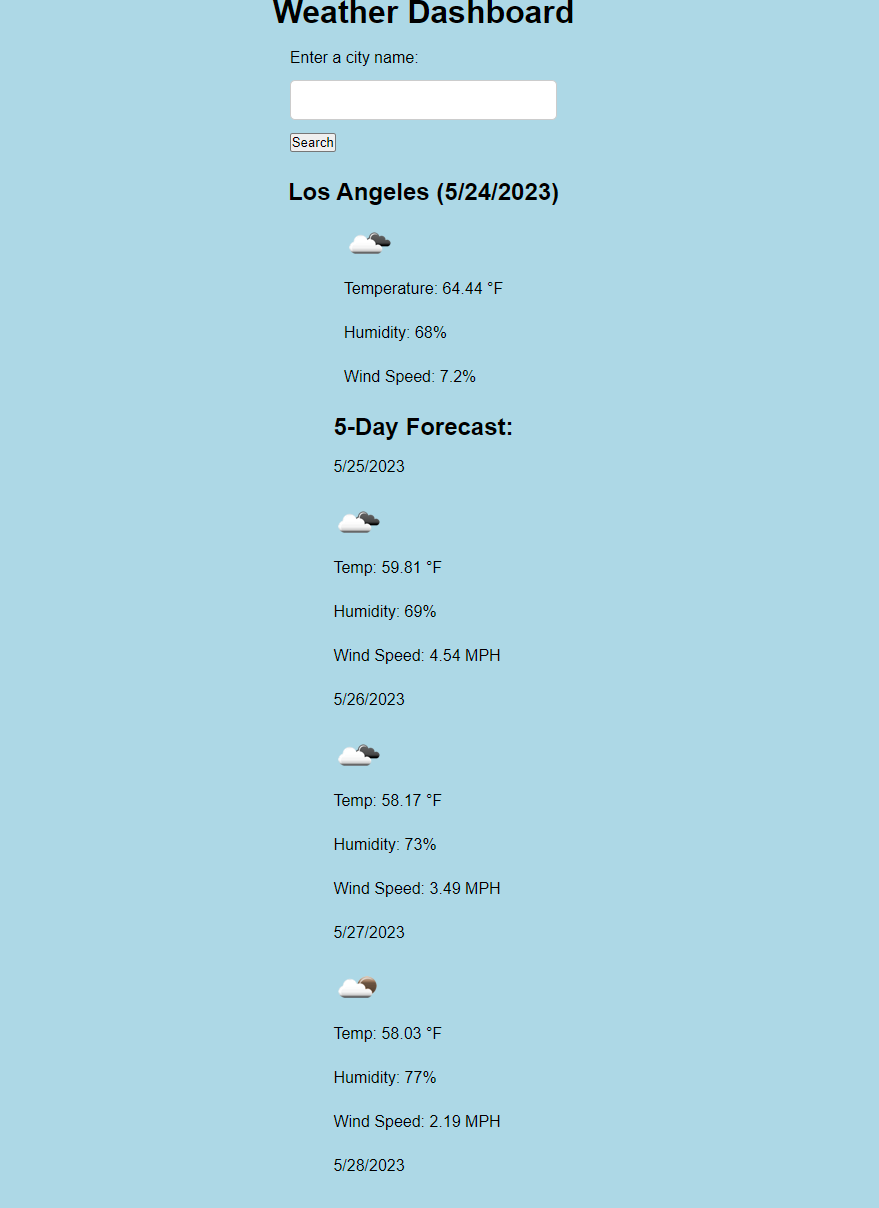 Weather Dashboard
Enter a city name:
Search
Los Angeles (5/24/2023)
Temperature: 64.44 °F
Humidity: 68%
Wind Speed: 7.2%
5-Day Forecast:
5/25/2023
Temp: 59.81 °F
Humidity: 69%
Wind Speed: 4.54 MPH
5/26/2023
Temp: 58.17 °F
Humidity: 73%
Wind Speed: 3.49 MPH
5/27/2023
Temp: 58.03 °F
Humidity: 77%
Wind Speed: 2.19 MPH
5/28/2023